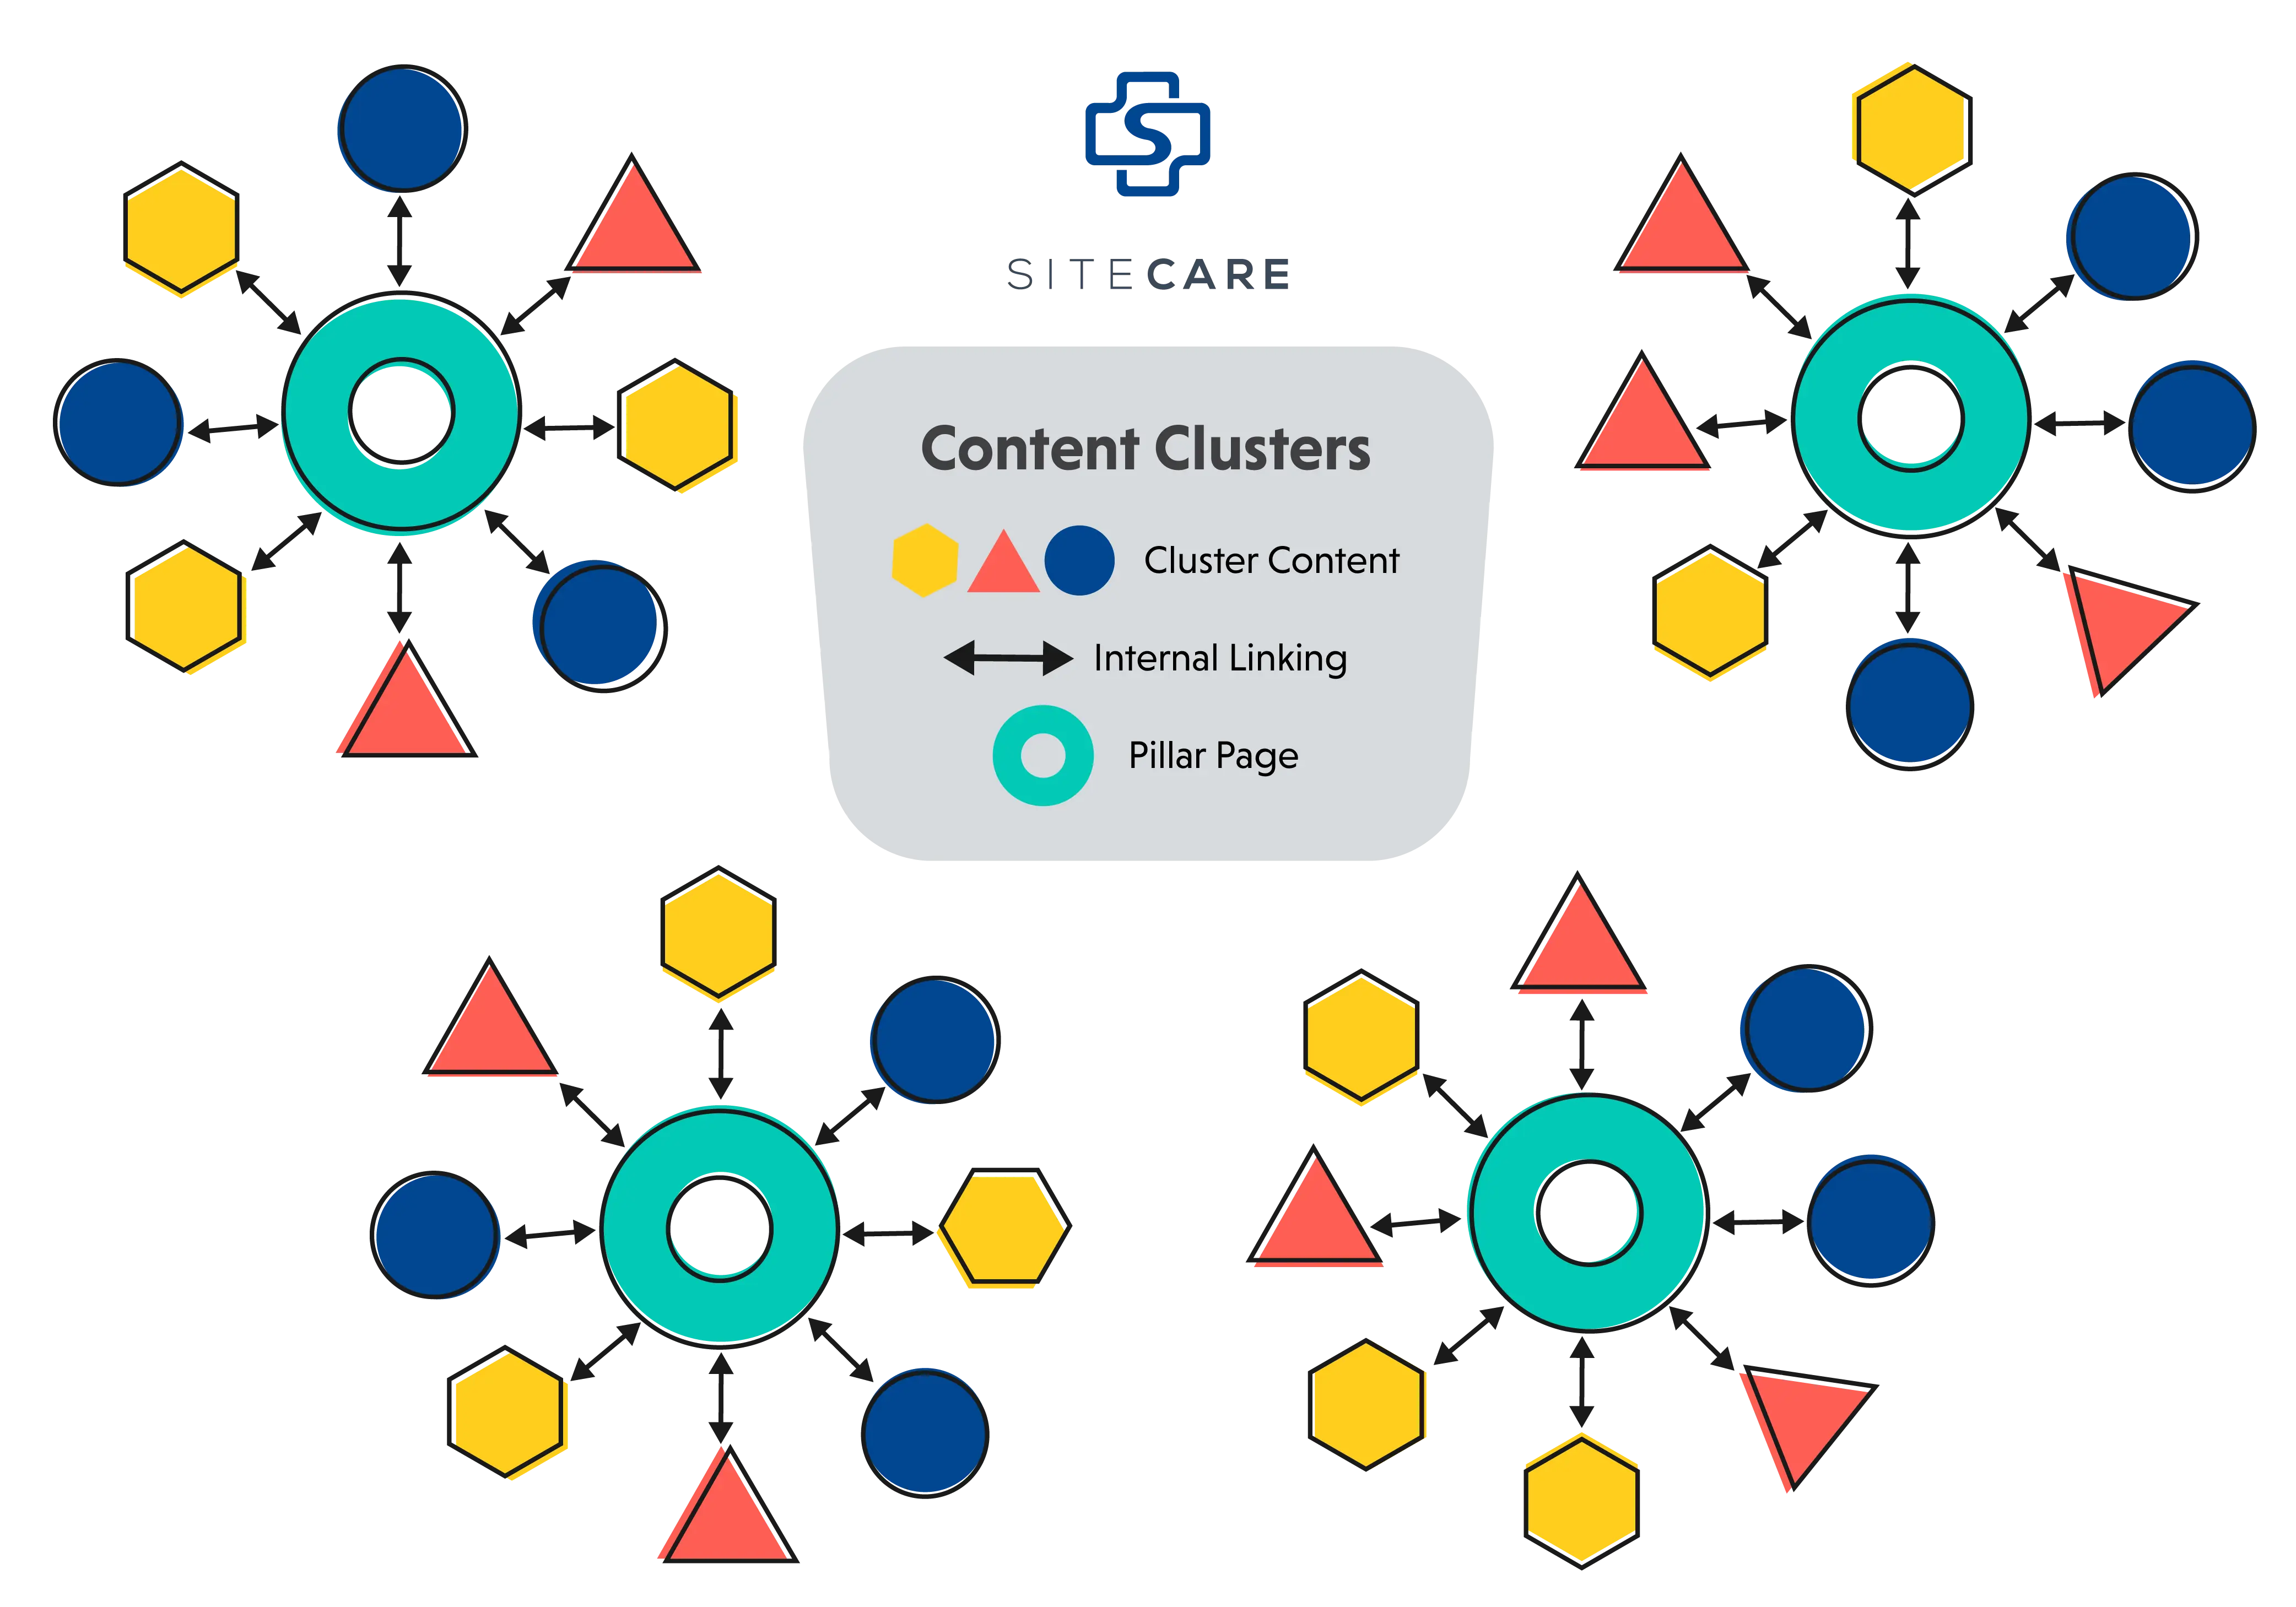 S
SITECARE
Content Clusters
Cluster Content
Internal Linking
Pillar Page